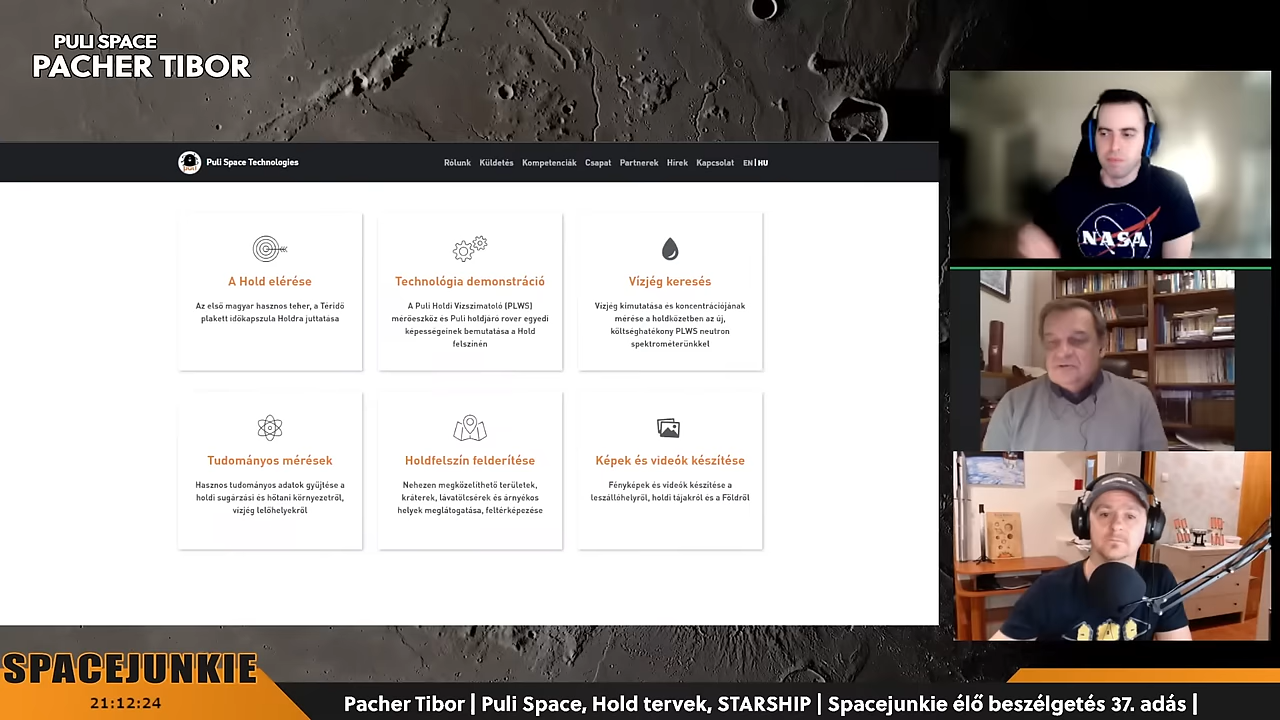 PULI SPACE
PACHER TIBOR
Puli Space Technologies
Rólunk Küldetés Kompetenciák Csapat Partnerek Hírek Kapcsolat EN | HU
A Hold elérése
Az első magyar hasznos teher, a Téridő
plakett időkapszula Holdra juttatása
Technológia demonstráció
A Puli Holdi Vízszimatoló (PLWS)
mérőeszköz és Puli holdjáró rover egyedi
képességeinek bemutatása a Hold
felszínén
Vízjég keresés
Vízjég kimutatása és koncentrációjának
mérése a holdkőzetben az új,
költséghatékony PLWS neutron
spektrométerünkkel
Tudományos mérések
Hasznos tudományos adatok gyűjtése a
holdi sugárzási és hőtani környezetről,
vízjég lelőhelyekről
Holdfelszín felderítése
Nehezen megközelíthető területek,
kráterek, lávatölcsérek és árnyékos
helyek meglátogatása, feltérképezése
Képek és videók készítése
Fényképek és videók készítése a
leszállóhelyről, holdi tájakról és a Földről
NASA
SPACEJUNKIE
21:12:24
Pacher Tibor | Puli Space, Hold tervek, STARSHIP | Spacejunkie élő beszélgetés 37. adás |